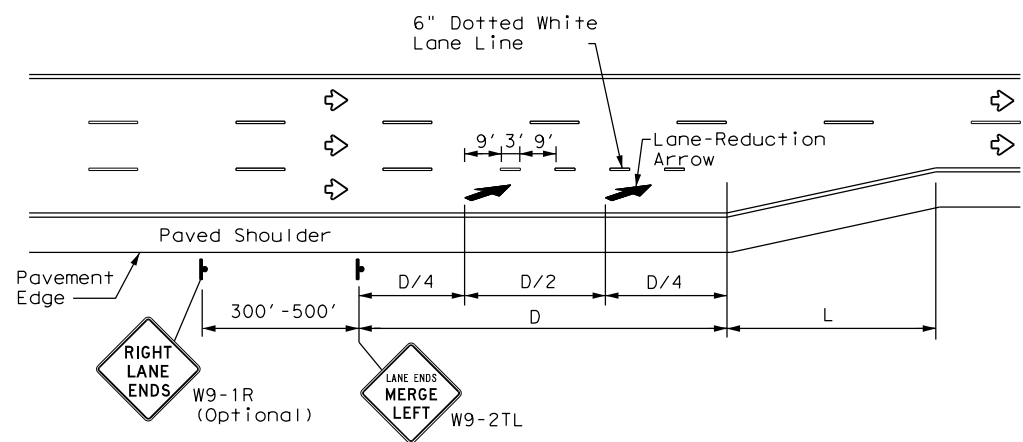 6" Dotted White
Lane Line
9' 3' 9'
Lane-Reduction
Arrow
Paved Shoulder
Pavement
Edge
D/4 D/2 D/4
300'-500' D L
RIGHT
LANE
ENDS
W9-1R
(Optional)
LANE ENDS
MERGE
LEFT
W9-2TL